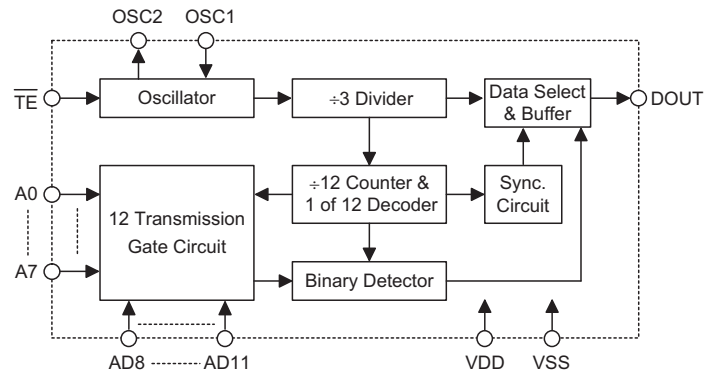 OSC2 OSC1
T̅E̅ Oscillator ÷3 Divider Data Select
& Buffer DOUT
A0 12 Transmission
Gate Circuit
÷12 Counter &
1 of 12 Decoder
Sync.
Circuit
A7 Binary Detector
AD8 AD11 VDD VSS